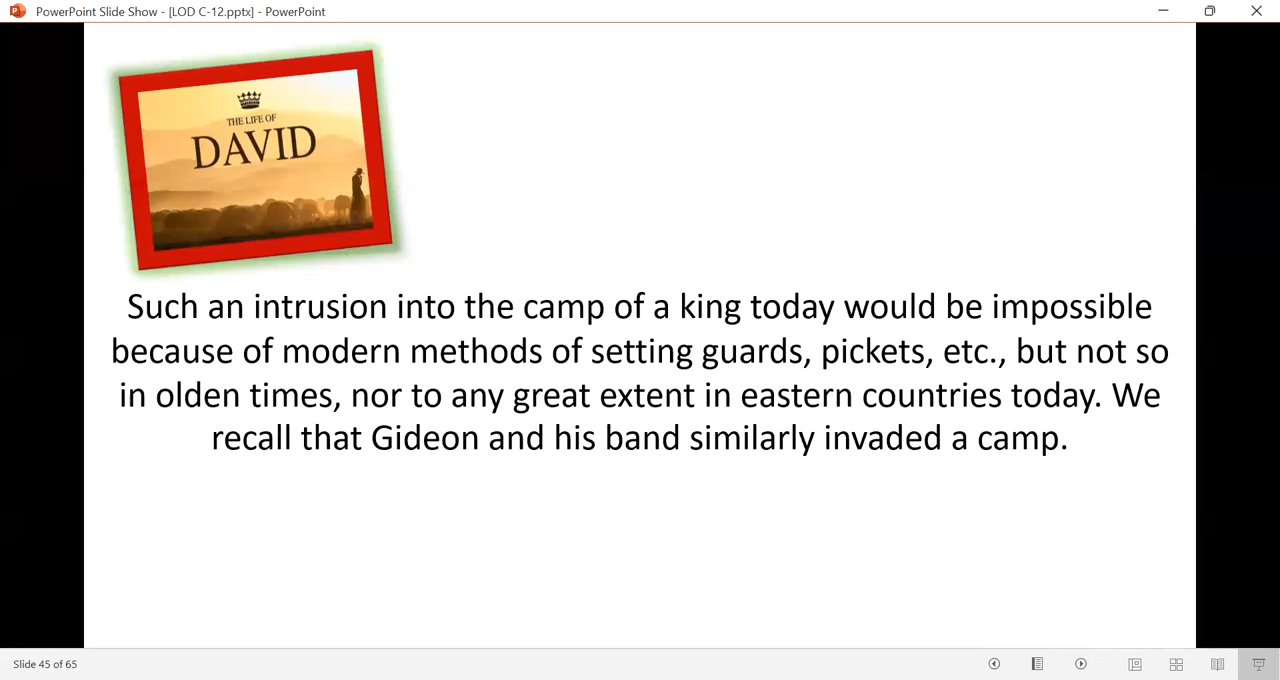 PowerPoint Slide Show - [LOD C-12.pptx] - PowerPoint
THE LIFE OF
DAVID
Such an intrusion into the camp of a king today would be impossible
because of modern methods of setting guards, pickets, etc., but not so
in olden times, nor to any great extent in eastern countries today. We
recall that Gideon and his band similarly invaded a camp.
Slide 45 of 65